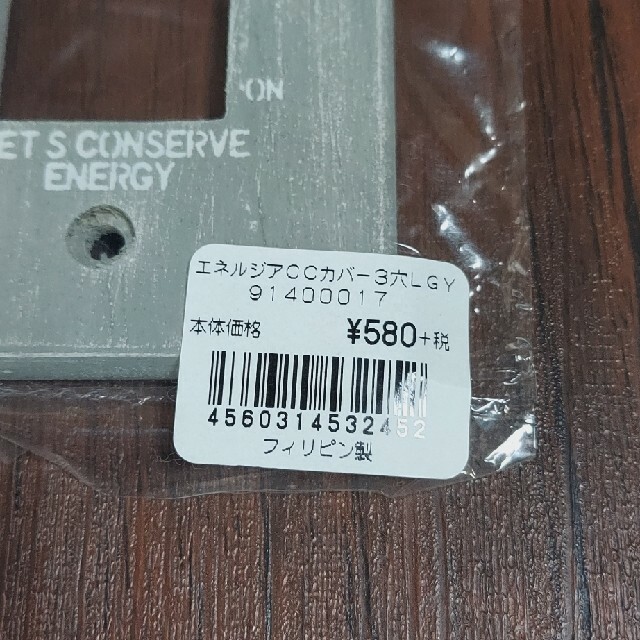 ON
ET'S CONSERVE
ENERGY
エネルジアCCカバー3穴LGY
91400017
本体価格 ¥580+税
4560314532452
フィリピン製